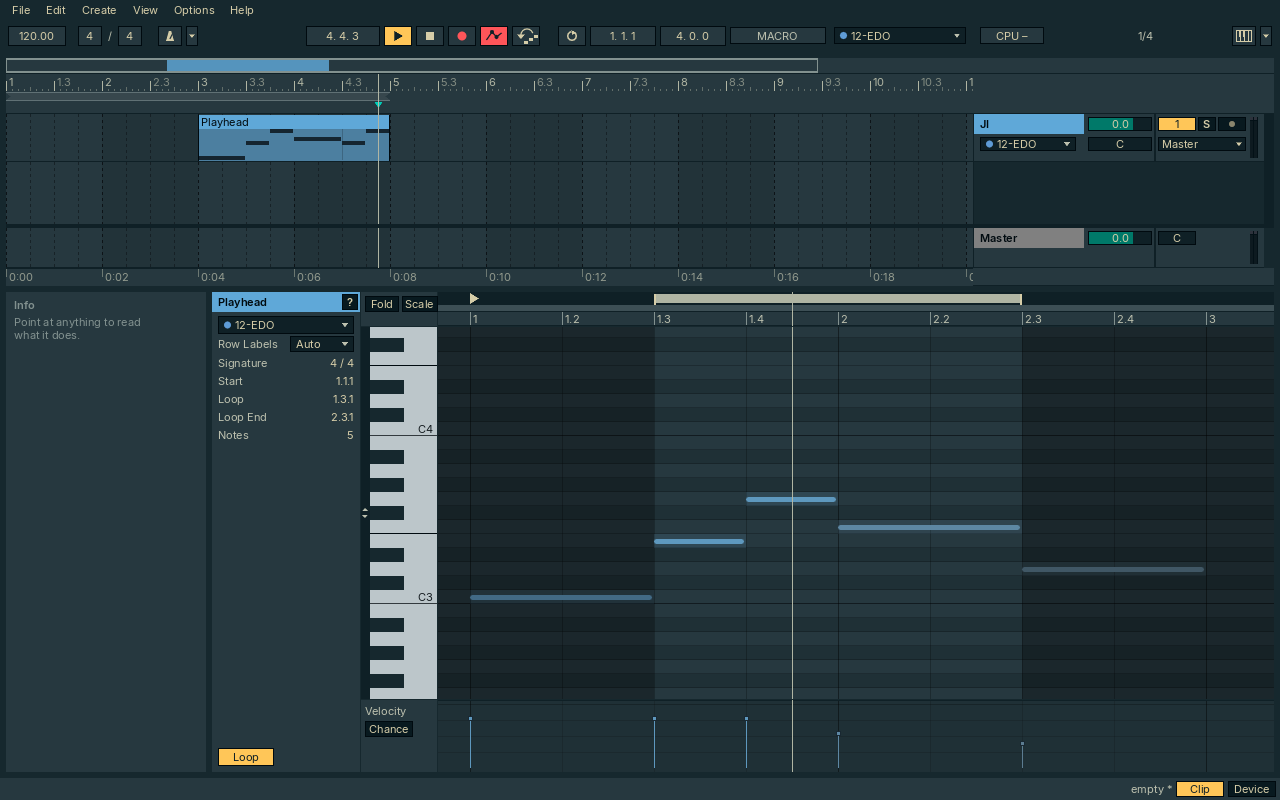 File Edit Create View Options Help
120.00 4 / 4 4. 4. 3 1. 1. 1 4. 0. 0 MACRO 12-EDO CPU – 1/4
1 1.3 2 2.3 3 3.3 4 4.3 5 5.3 6 6.3 7 7.3 8 8.3 9 9.3 10 10.3 1
Playhead
JI 0.0 1 S
12-EDO C Master
Master 0.0 C
0:00 0:02 0:04 0:06 0:08 0:10 0:12 0:14 0:16 0:18
Info
Point at anything to read
what it does.
Playhead ?
12-EDO
Row Labels Auto
Signature 4 / 4
Start 1.1.1
Loop 1.3.1
Loop End 2.3.1
Notes 5
Loop
Fold Scale
1 1.2 1.3 1.4 2 2.2 2.3 2.4 3
C4
C3
Velocity
Chance
empty * Clip Device